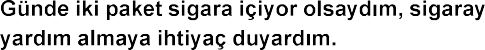 Günde iki paket sigara içiyor olsaydım, sigaray
yardım almaya ihtiyaç duyardım.